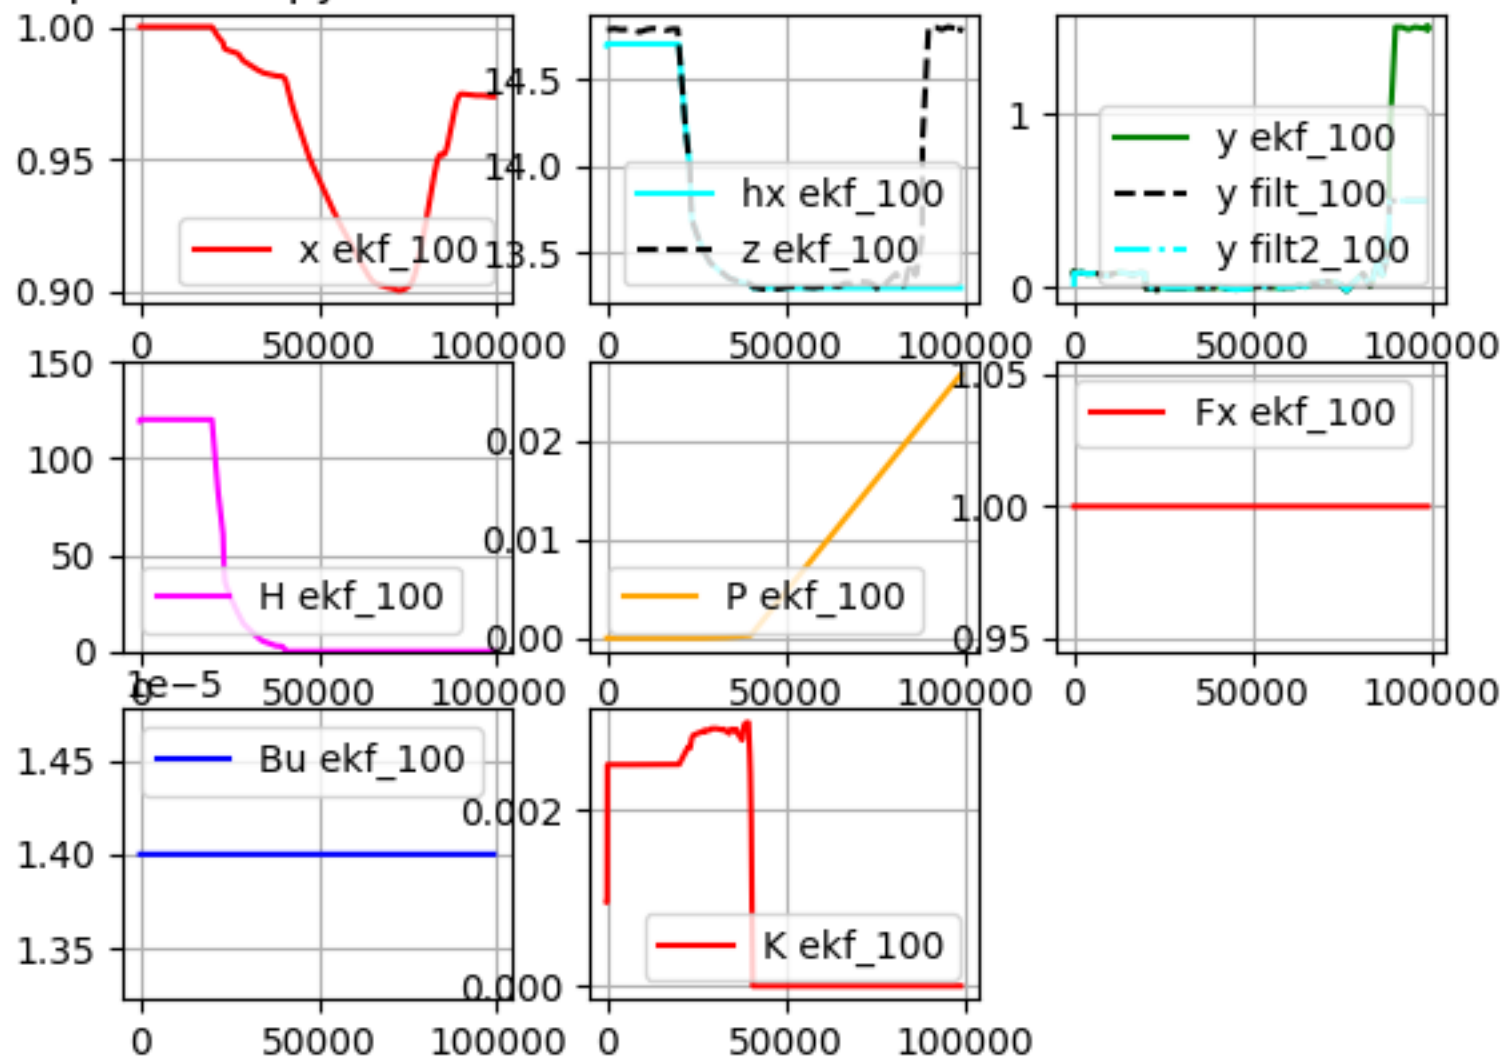 1.00
0.95
0.90
x ekf_100
0 50000 100000
14.5
14.0
13.5
hx ekf_100
z ekf_100
0 50000 100000
1
0
y ekf_100
y filt_100
y filt2_100
0 50000 100000
150
100
50
0
H ekf_100
0 50000 100000
0.02
0.01
0.00
P ekf_100
0 50000 100000
1.05
1.00
0.95
Fx ekf_100
0 50000 100000
1e−5
1.45
1.40
1.35
Bu ekf_100
0 50000 100000
0.002
0.000
K ekf_100
0 50000 100000